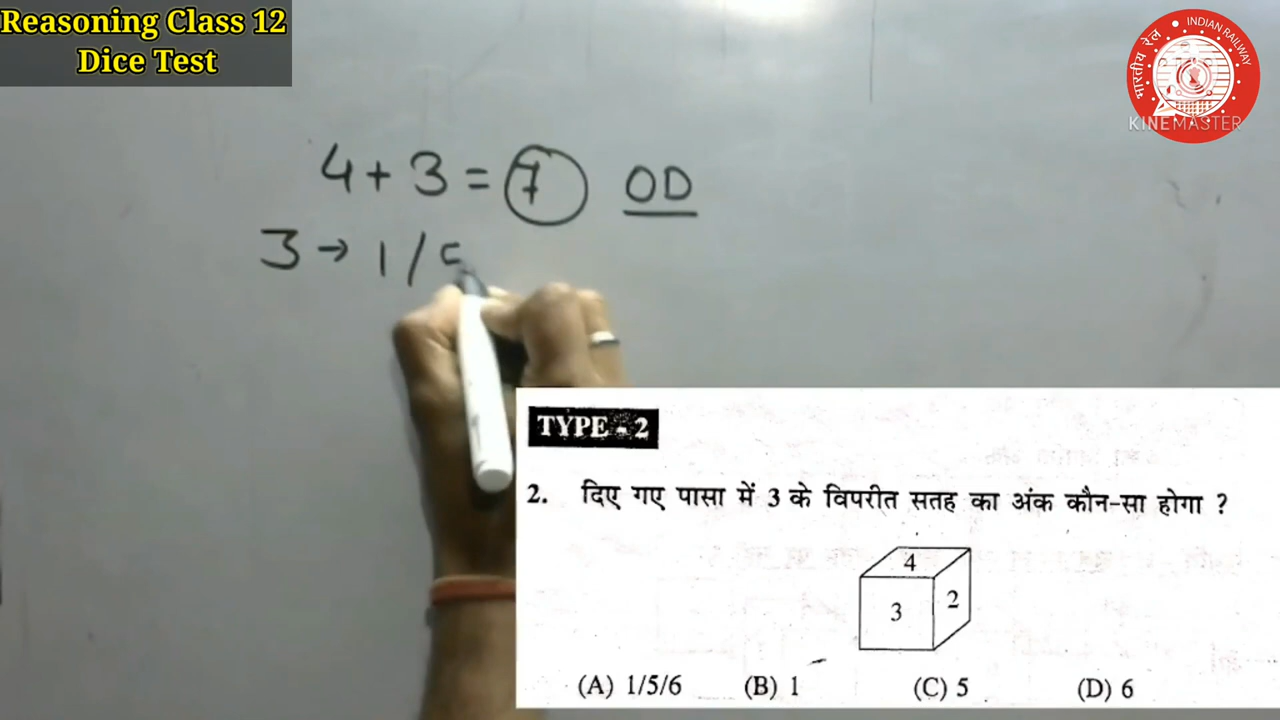 Reasoning Class 12
Dice Test
भारतीय रेल
INDIAN RAILWAY
KINEMASTER
4 + 3 = 7 OD
3 → 1 / 5
TYPE - 2
2. दिए गए पासा में 3 के विपरीत सतह का अंक कौन-सा होगा ?
4
3
2
(A) 1/5/6 (B) 1 (C) 5 (D) 6